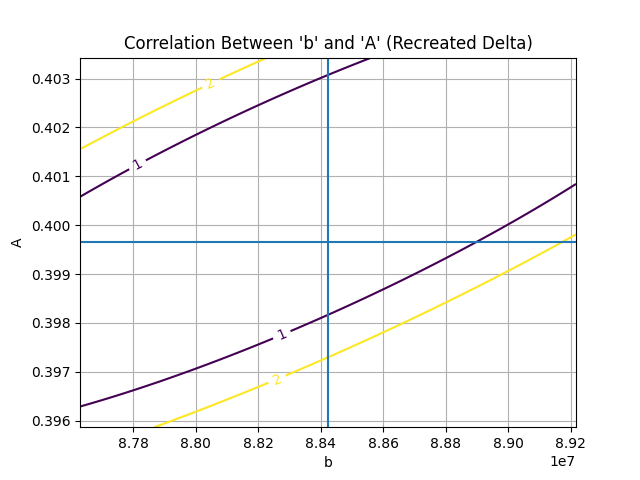 Correlation Between 'b' and 'A' (Recreated Delta)
0.403
0.402
0.401
0.400
0.399
0.398
0.397
0.396
A
2
1
1
2
8.78 8.80 8.82 8.84 8.86 8.88 8.90 8.92
1e7
b